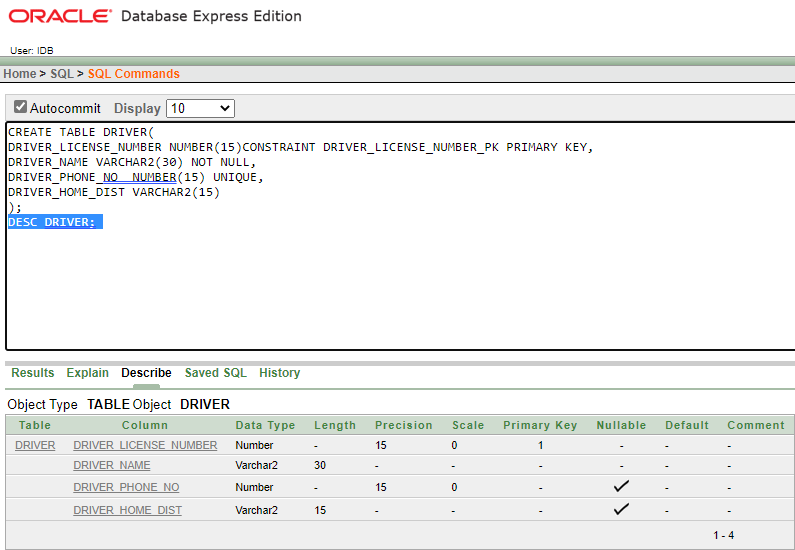 ORACLE® Database Express Edition
User: IDB
Home > SQL > SQL Commands
Autocommit Display 10
CREATE TABLE DRIVER(
DRIVER_LICENSE_NUMBER NUMBER(15)CONSTRAINT DRIVER_LICENSE_NUMBER_PK PRIMARY KEY,
DRIVER_NAME VARCHAR2(30) NOT NULL,
DRIVER_PHONE_NO NUMBER(15) UNIQUE,
DRIVER_HOME_DIST VARCHAR2(15)
);
DESC DRIVER;
Results Explain Describe Saved SQL History
Object Type TABLE Object DRIVER
Table Column Data Type Length Precision Scale Primary Key Nullable Default Comment
DRIVER DRIVER_LICENSE_NUMBER Number - 15 0 1 - - -
DRIVER_NAME Varchar2 30 - - - - - -
DRIVER_PHONE_NO Number - 15 0 - ✓ - -
DRIVER_HOME_DIST Varchar2 15 - - - ✓ - -
1 - 4